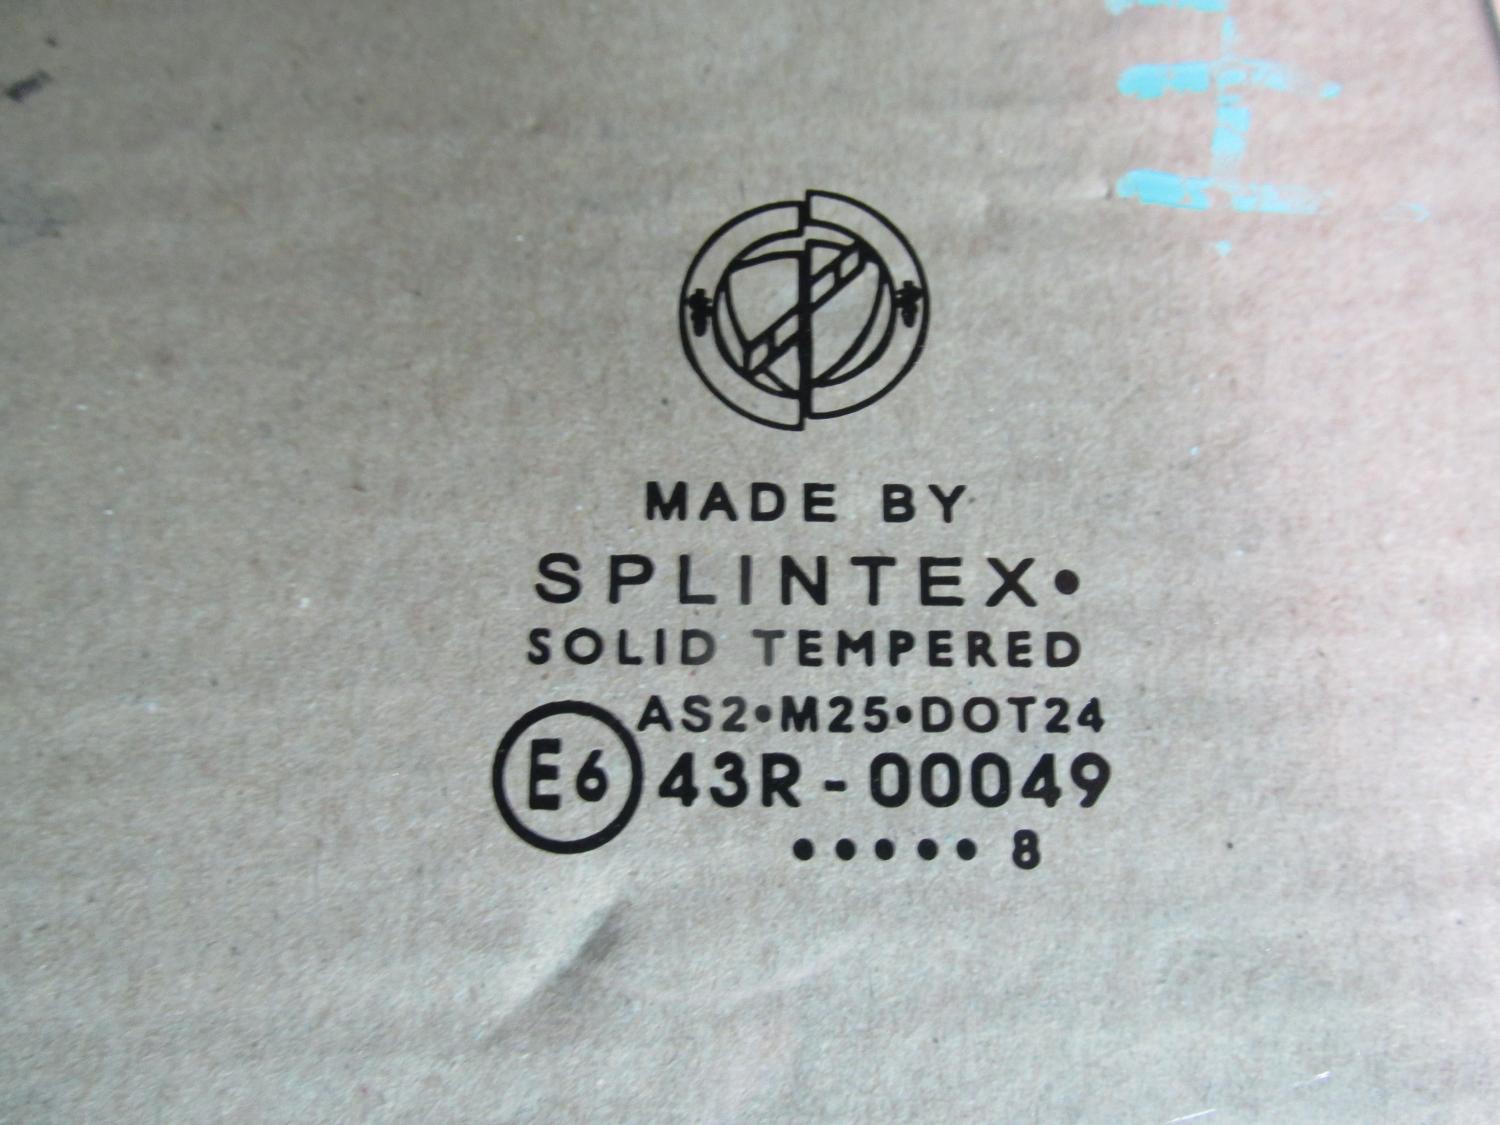 MADE BY
SPLINTEX•
SOLID TEMPERED
AS2•M25•DOT24
E6 43R-00049
••••• 8